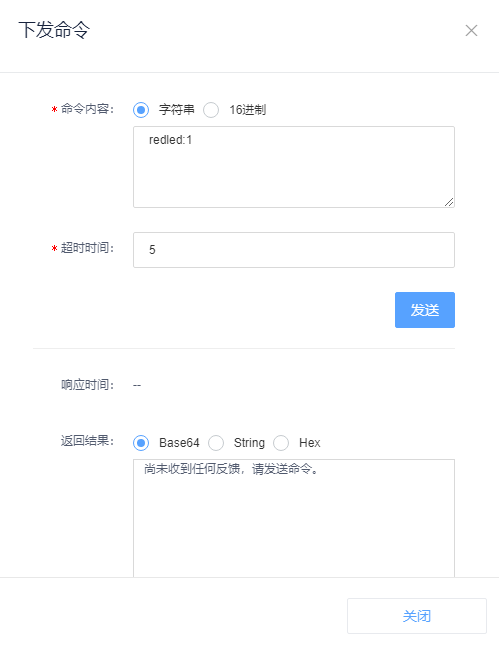 下发命令
* 命令内容： 字符串 16进制
redled:1
* 超时时间： 5
发送
响应时间： --
返回结果： Base64 String Hex
尚未收到任何反馈，请发送命令。
关闭